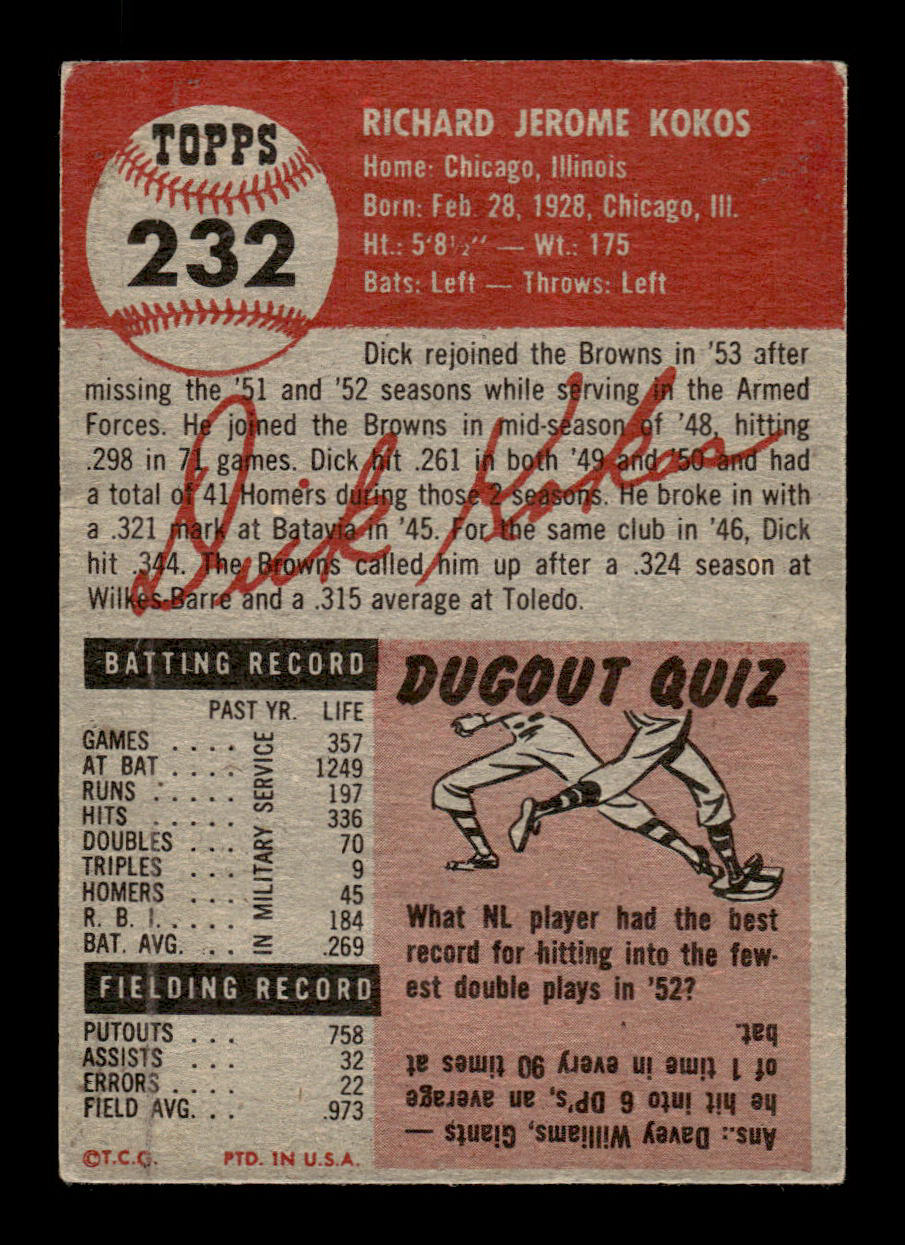 TOPPS
232
RICHARD JEROME KOKOS
Home: Chicago, Illinois
Born: Feb. 28, 1928, Chicago, Ill.
Ht.: 5'8½" — Wt.: 175
Bats: Left — Throws: Left
Dick rejoined the Browns in '53 after
missing the '51 and '52 seasons while serving in the Armed
Forces. He joined the Browns in mid-season of '48, hitting
.298 in 71 games. Dick hit .261 in both '49 and '50 and had
a total of 41 Homers during those 2 seasons. He broke in with
a .321 mark at Batavia in '45. For the same club in '46, Dick
hit .344. The Browns called him up after a .324 season at
Wilkes-Barre and a .315 average at Toledo.
Dick Kokos
BATTING RECORD
PAST YR. LIFE
GAMES .... 357
AT BAT .... 1249
RUNS ..... 197
HITS ..... 336
DOUBLES ... 70
TRIPLES ... 9
HOMERS .... 45
R. B. I. .... 184
BAT. AVG. ... .269
IN MILITARY SERVICE
FIELDING RECORD
PUTOUTS ... 758
ASSISTS ... 32
ERRORS .... 22
FIELD AVG. .. .973
©T.C.G. PTD. IN U.S.A.
DUGOUT QUIZ
What NL player had the best
record for hitting into the few-
est double plays in '52?
Ans.: Davey Williams, Giants —
he hit into 6 DP's, an average
of 1 time in every 90 times at
bat.